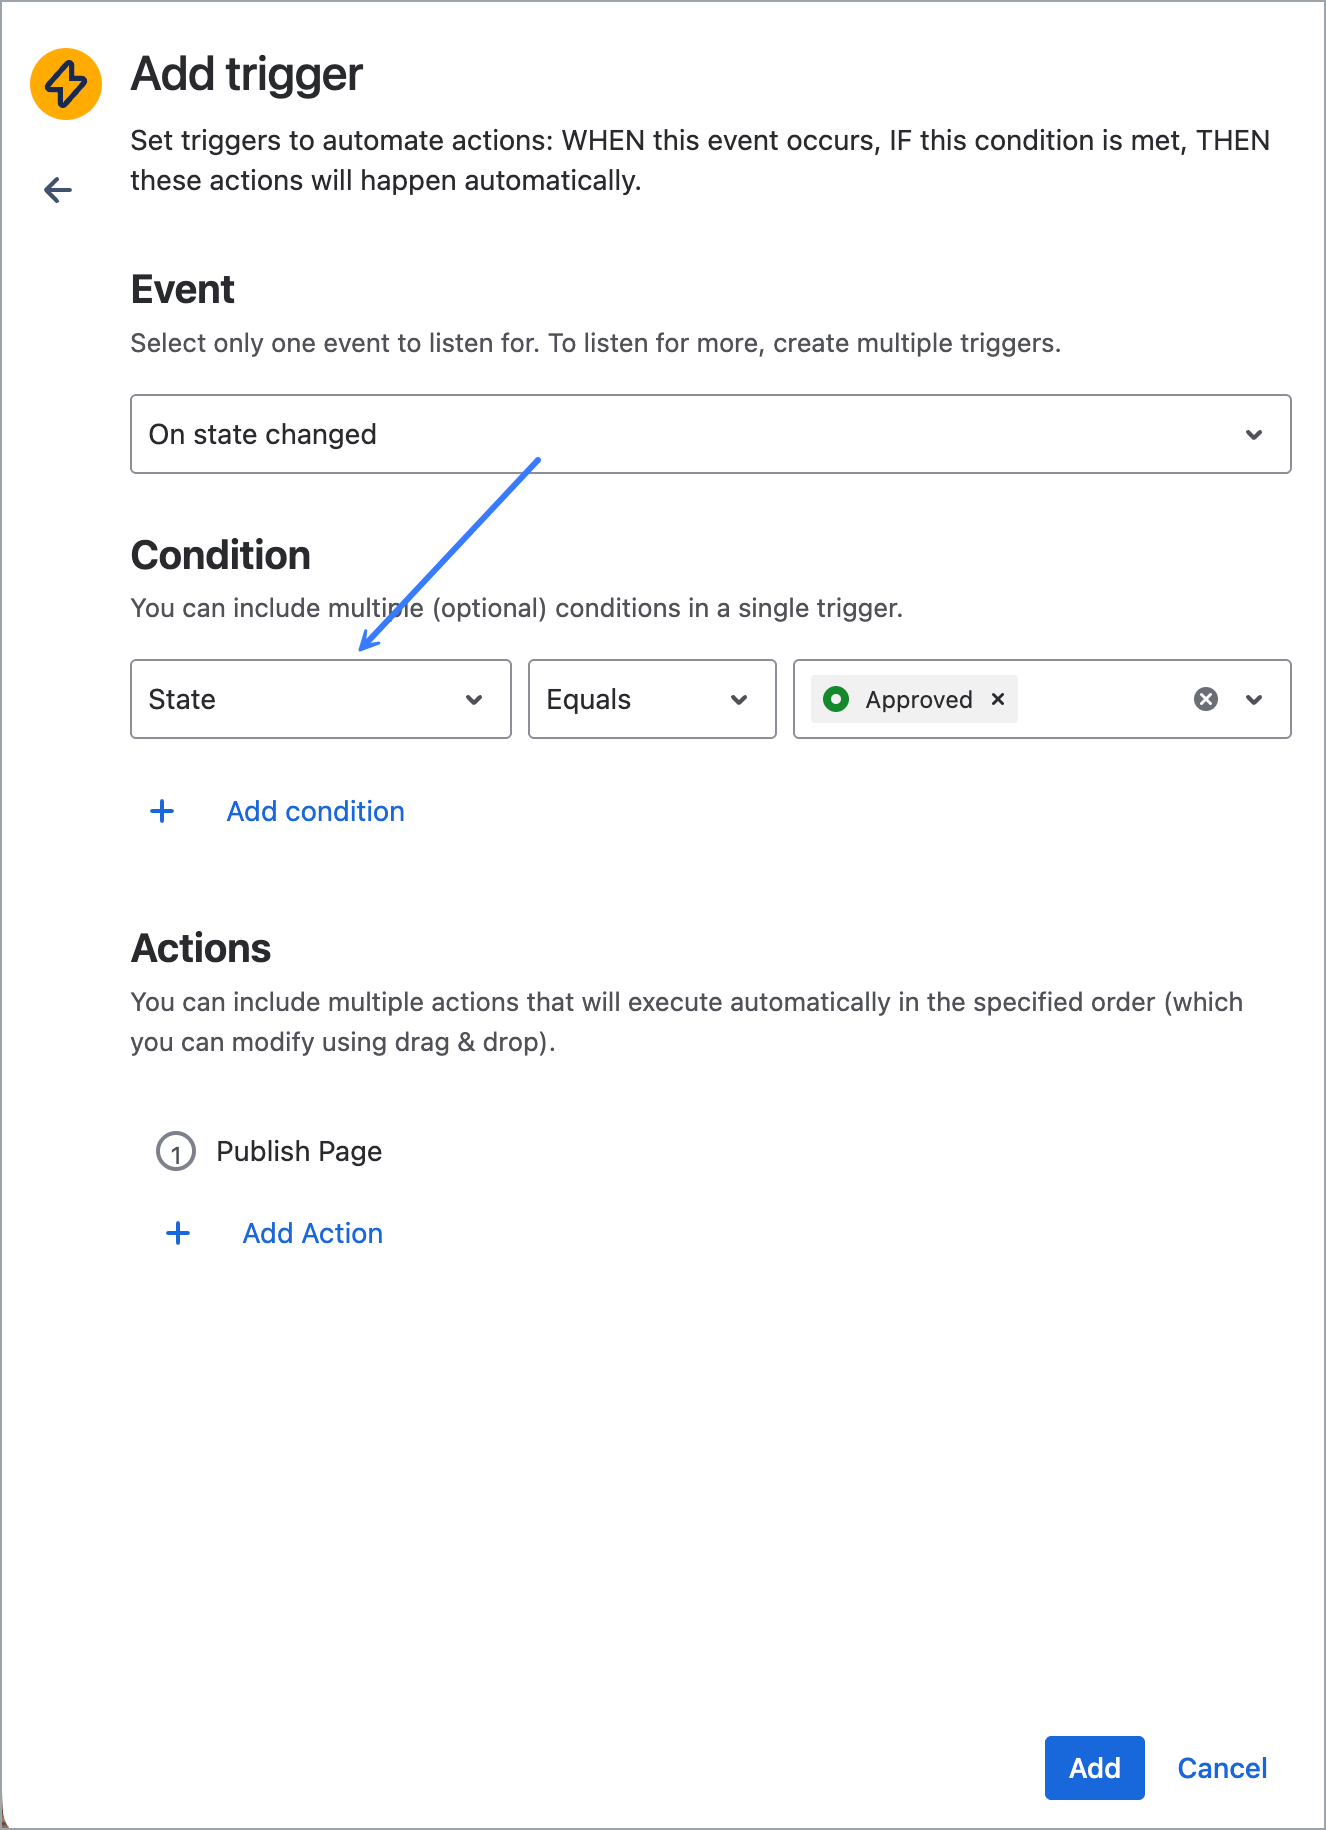 Add trigger
Set triggers to automate actions: WHEN this event occurs, IF this condition is met, THEN
these actions will happen automatically.
Event
Select only one event to listen for. To listen for more, create multiple triggers.
On state changed
Condition
You can include multiple (optional) conditions in a single trigger.
State Equals Approved
Add condition
Actions
You can include multiple actions that will execute automatically in the specified order (which
you can modify using drag & drop).
1 Publish Page
Add Action
Add Cancel